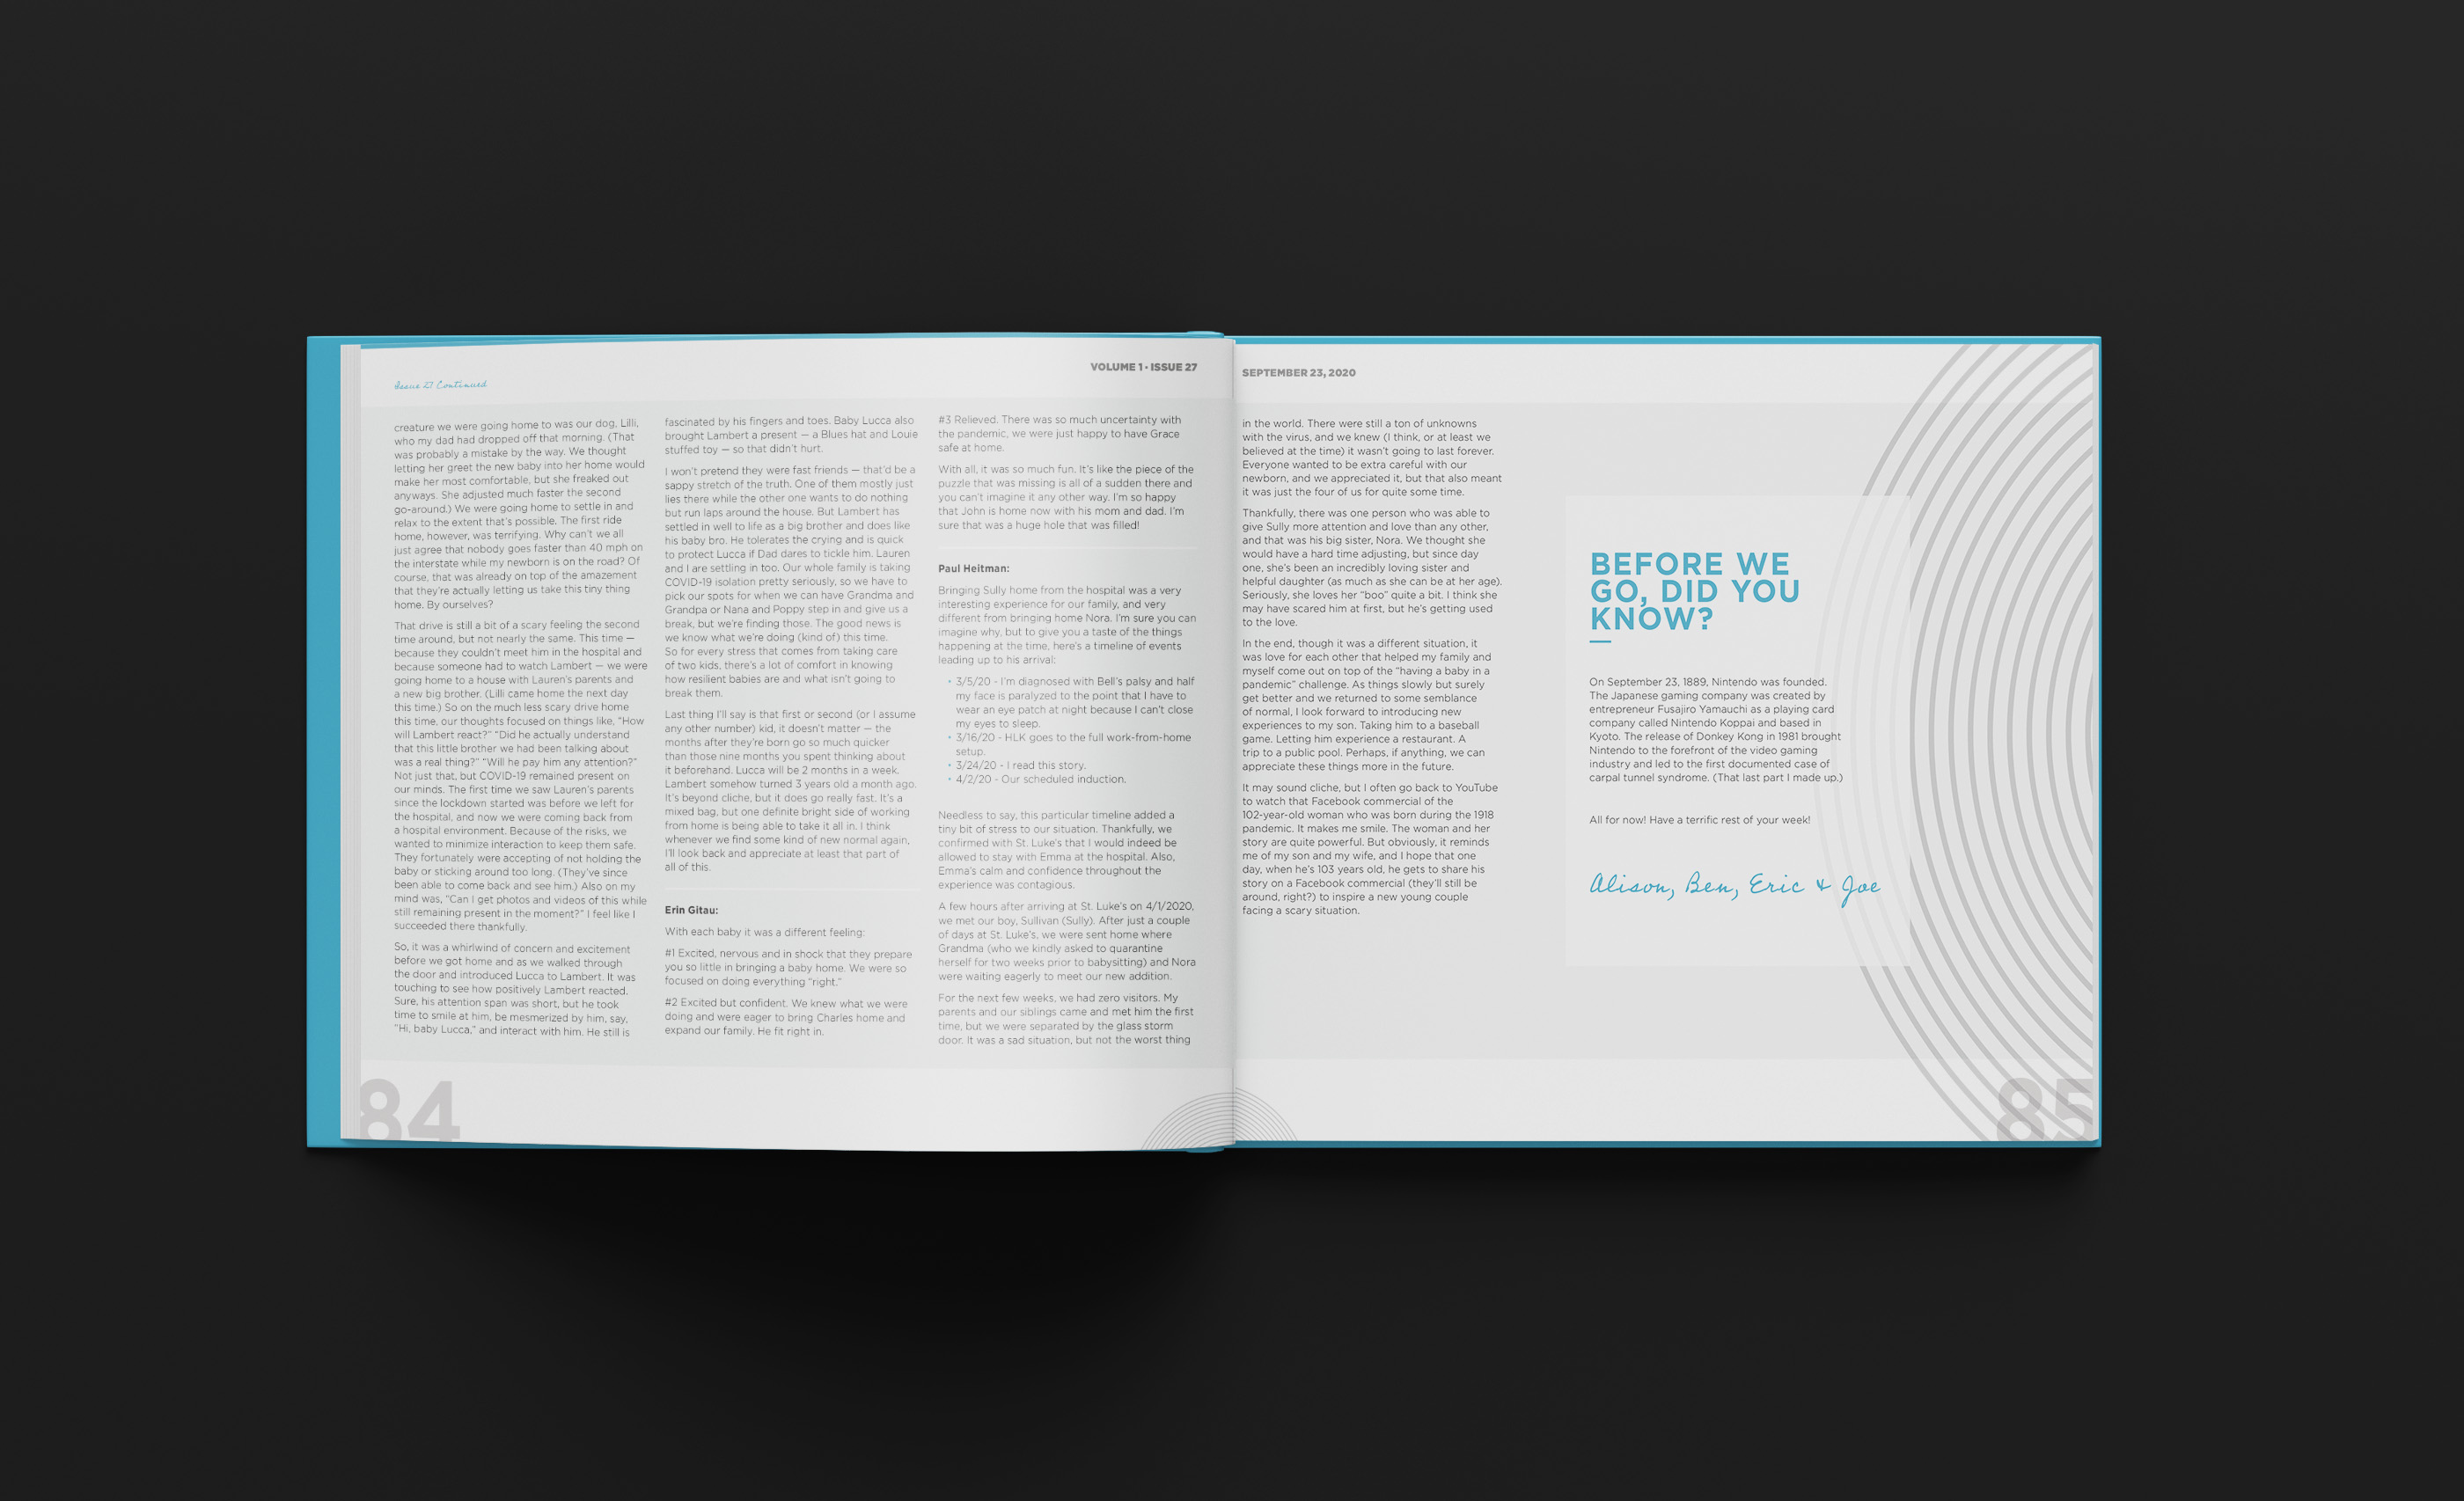 Issue 27 Continued
VOLUME 1 · ISSUE 27
creature we were going home to was our dog, Lilli,
who my dad had dropped off that morning. (That
was probably a mistake by the way. We thought
letting her greet the new baby into her home would
make her most comfortable, but she freaked out
anyways. She adjusted much faster the second
go-around.) We were going home to settle in and
relax to the extent that's possible. The first ride
home, however, was terrifying. Why can't we all
just agree that nobody goes faster than 40 mph on
the interstate while my newborn is on the road? Of
course, that was already on top of the amazement
that they're actually letting us take this tiny thing
home. By ourselves?
That drive is still a bit of a scary feeling the second
time around, but not nearly the same. This time —
because they couldn't meet him in the hospital and
because someone had to watch Lambert — we were
going home to a house with Lauren's parents and
a new big brother. (Lilli came home the next day
this time.) So on the much less scary drive home
this time, our thoughts focused on things like, "How
will Lambert react?" "Did he actually understand
that this little brother we had been talking about
was a real thing?" "Will he pay him any attention?"
Not just that, but COVID-19 remained present on
our minds. The first time we saw Lauren's parents
since the lockdown started was before we left for
the hospital, and now we were coming back from
a hospital environment. Because of the risks, we
wanted to minimize interaction to keep them safe.
They fortunately were accepting of not holding the
baby or sticking around too long. (They've since
been able to come back and see him.) Also on my
mind was, "Can I get photos and videos of this while
still remaining present in the moment?" I feel like I
succeeded there thankfully.
So, it was a whirlwind of concern and excitement
before we got home and as we walked through
the door and introduced Lucca to Lambert. It was
touching to see how positively Lambert reacted.
Sure, his attention span was short, but he took
time to smile at him, be mesmerized by him, say,
"Hi, baby Lucca," and interact with him. He still is
fascinated by his fingers and toes. Baby Lucca also
brought Lambert a present — a Blues hat and Louie
stuffed toy — so that didn't hurt.
I won't pretend they were fast friends — that'd be a
sappy stretch of the truth. One of them mostly just
lies there while the other one wants to do nothing
but run laps around the house. But Lambert has
settled in well to life as a big brother and does like
his baby bro. He tolerates the crying and is quick
to protect Lucca if Dad dares to tickle him. Lauren
and I are settling in too. Our whole family is taking
COVID-19 isolation pretty seriously, so we have to
pick our spots for when we can have Grandma and
Grandpa or Nana and Poppy step in and give us a
break, but we're finding those. The good news is
we know what we're doing (kind of) this time.
So for every stress that comes from taking care
of two kids, there's a lot of comfort in knowing
how resilient babies are and what isn't going to
break them.
Last thing I'll say is that first or second (or I assume
any other number) kid, it doesn't matter — the
months after they're born go so much quicker
than those nine months you spent thinking about
it beforehand. Lucca will be 2 months in a week.
Lambert somehow turned 3 years old a month ago.
It's beyond cliche, but it does go really fast. It's a
mixed bag, but one definite bright side of working
from home is being able to take it all in. I think
whenever we find some kind of new normal again,
I'll look back and appreciate at least that part of
all of this.
Erin Gitau:
With each baby it was a different feeling:
#1 Excited, nervous and in shock that they prepare
you so little in bringing a baby home. We were so
focused on doing everything "right."
#2 Excited but confident. We knew what we were
doing and were eager to bring Charles home and
expand our family. He fit right in.
#3 Relieved. There was so much uncertainty with
the pandemic, we were just happy to have Grace
safe at home.
With all, it was so much fun. It's like the piece of the
puzzle that was missing is all of a sudden there and
you can't imagine it any other way. I'm so happy
that John is home now with his mom and dad. I'm
sure that was a huge hole that was filled!
Paul Heitman:
Bringing Sully home from the hospital was a very
interesting experience for our family, and very
different from bringing home Nora. I'm sure you can
imagine why, but to give you a taste of the things
happening at the time, here's a timeline of events
leading up to his arrival:
• 3/5/20 - I'm diagnosed with Bell's palsy and half
my face is paralyzed to the point that I have to
wear an eye patch at night because I can't close
my eyes to sleep.
• 3/16/20 - HLK goes to the full work-from-home
setup.
• 3/24/20 - I read this story.
• 4/2/20 - Our scheduled induction.
Needless to say, this particular timeline added a
tiny bit of stress to our situation. Thankfully, we
confirmed with St. Luke's that I would indeed be
allowed to stay with Emma at the hospital. Also,
Emma's calm and confidence throughout the
experience was contagious.
A few hours after arriving at St. Luke's on 4/1/2020,
we met our boy, Sullivan (Sully). After just a couple
of days at St. Luke's, we were sent home where
Grandma (who we kindly asked to quarantine
herself for two weeks prior to babysitting) and Nora
were waiting eagerly to meet our new addition.
For the next few weeks, we had zero visitors. My
parents and our siblings came and met him the first
time, but we were separated by the glass storm
door. It was a sad situation, but not the worst thing
84
SEPTEMBER 23, 2020
in the world. There were still a ton of unknowns
with the virus, and we knew (I think, or at least we
believed at the time) it wasn't going to last forever.
Everyone wanted to be extra careful with our
newborn, and we appreciated it, but that also meant
it was just the four of us for quite some time.
Thankfully, there was one person who was able to
give Sully more attention and love than any other,
and that was his big sister, Nora. We thought she
would have a hard time adjusting, but since day
one, she's been an incredibly loving sister and
helpful daughter (as much as she can be at her age).
Seriously, she loves her "boo" quite a bit. I think she
may have scared him at first, but he's getting used
to the love.
In the end, though it was a different situation, it
was love for each other that helped my family and
myself come out on top of the "having a baby in a
pandemic" challenge. As things slowly but surely
get better and we returned to some semblance
of normal, I look forward to introducing new
experiences to my son. Taking him to a baseball
game. Letting him experience a restaurant. A
trip to a public pool. Perhaps, if anything, we can
appreciate these things more in the future.
It may sound cliche, but I often go back to YouTube
to watch that Facebook commercial of the
102-year-old woman who was born during the 1918
pandemic. It makes me smile. The woman and her
story are quite powerful. But obviously, it reminds
me of my son and my wife, and I hope that one
day, when he's 103 years old, he gets to share his
story on a Facebook commercial (they'll still be
around, right?) to inspire a new young couple
facing a scary situation.
BEFORE WE
GO, DID YOU
KNOW?
On September 23, 1889, Nintendo was founded.
The Japanese gaming company was created by
entrepreneur Fusajiro Yamauchi as a playing card
company called Nintendo Koppai and based in
Kyoto. The release of Donkey Kong in 1981 brought
Nintendo to the forefront of the video gaming
industry and led to the first documented case of
carpal tunnel syndrome. (That last part I made up.)
All for now! Have a terrific rest of your week!
Alison, Ben, Eric & Joe
85